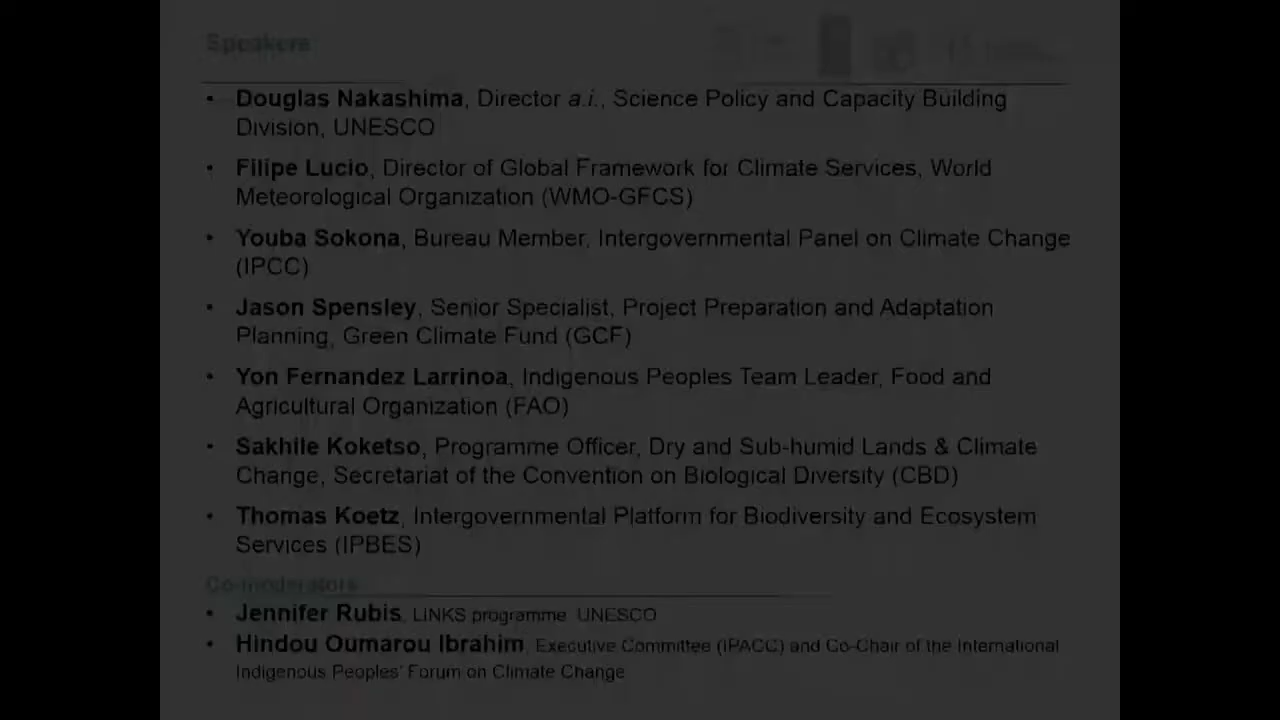 Speakers
• Douglas Nakashima, Director a.i., Science Policy and Capacity Building
Division, UNESCO
• Filipe Lucio, Director of Global Framework for Climate Services, World
Meteorological Organization (WMO-GFCS)
• Youba Sokona, Bureau Member, Intergovernmental Panel on Climate Change
(IPCC)
• Jason Spensley, Senior Specialist, Project Preparation and Adaptation
Planning, Green Climate Fund (GCF)
• Yon Fernandez Larrinoa, Indigenous Peoples Team Leader, Food and
Agricultural Organization (FAO)
• Sakhile Koketso, Programme Officer, Dry and Sub-humid Lands & Climate
Change, Secretariat of the Convention on Biological Diversity (CBD)
• Thomas Koetz, Intergovernmental Platform for Biodiversity and Ecosystem
Services (IPBES)
Co-moderators
• Jennifer Rubis, LINKS programme UNESCO
• Hindou Oumarou Ibrahim, Executive Committee (IPACC) and Co-Chair of the International
Indigenous Peoples' Forum on Climate Change